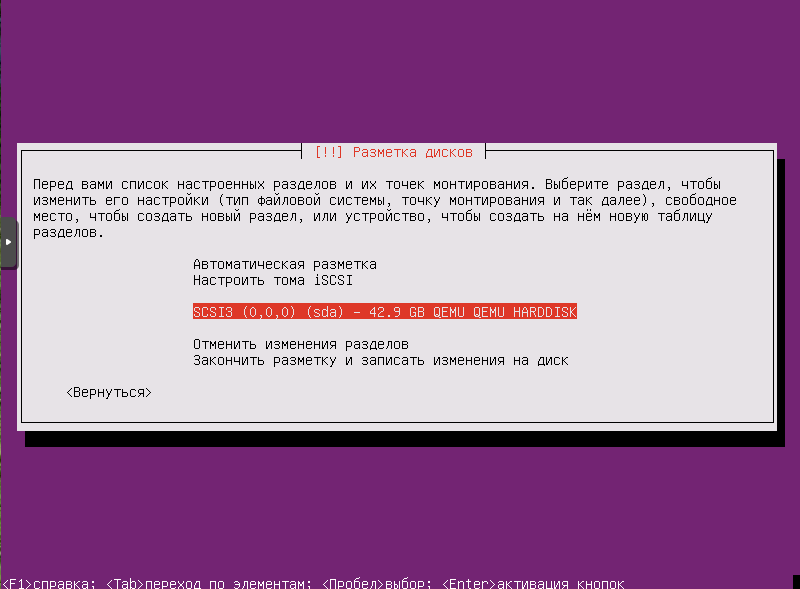 [!!] Разметка дисков
Перед вами список настроенных разделов и их точек монтирования. Выберите раздел, чтобы
изменить его настройки (тип файловой системы, точку монтирования и так далее), свободное
место, чтобы создать новый раздел, или устройство, чтобы создать на нём новую таблицу
разделов.
Автоматическая разметка
Настроить тома iSCSI
SCSI3 (0,0,0) (sda) - 42.9 GB QEMU QEMU HARDDISK
Отменить изменения разделов
Закончить разметку и записать изменения на диск
<Вернуться>
<F1>справка; <Tab>переход по элементам; <Пробел>выбор; <Enter>активация кнопок